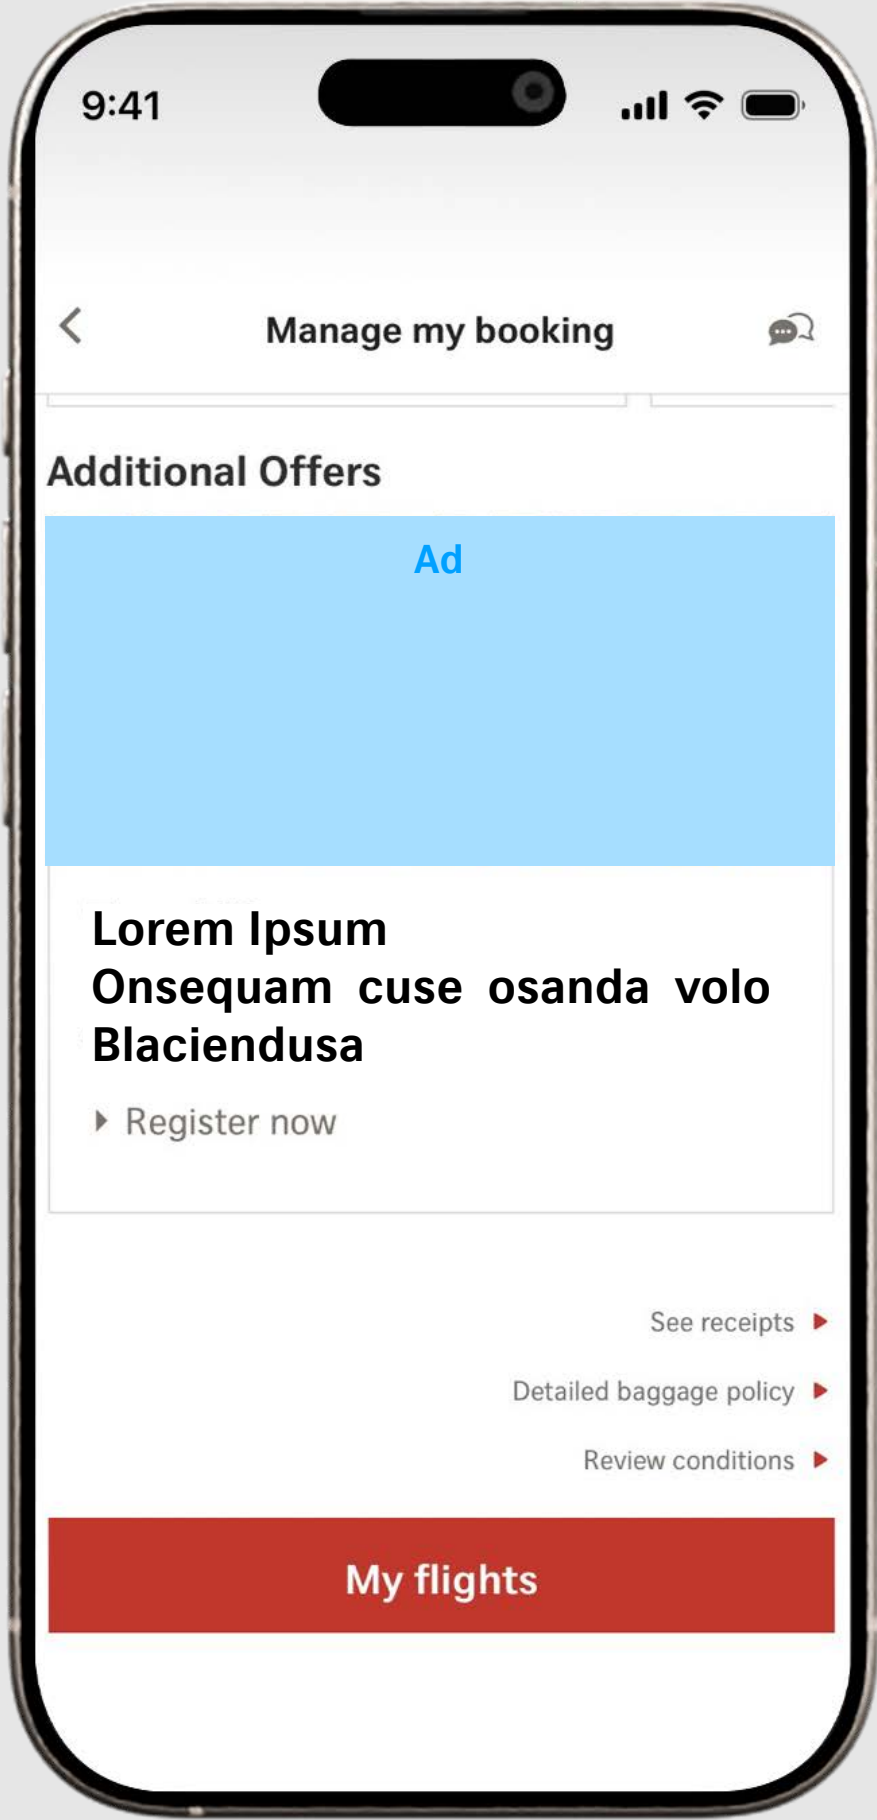 9:41
Manage my booking
Additional Offers
Ad
Lorem Ipsum
Onsequam cuse osanda volo
Blaciendusa
Register now
See receipts
Detailed baggage policy
Review conditions
My flights